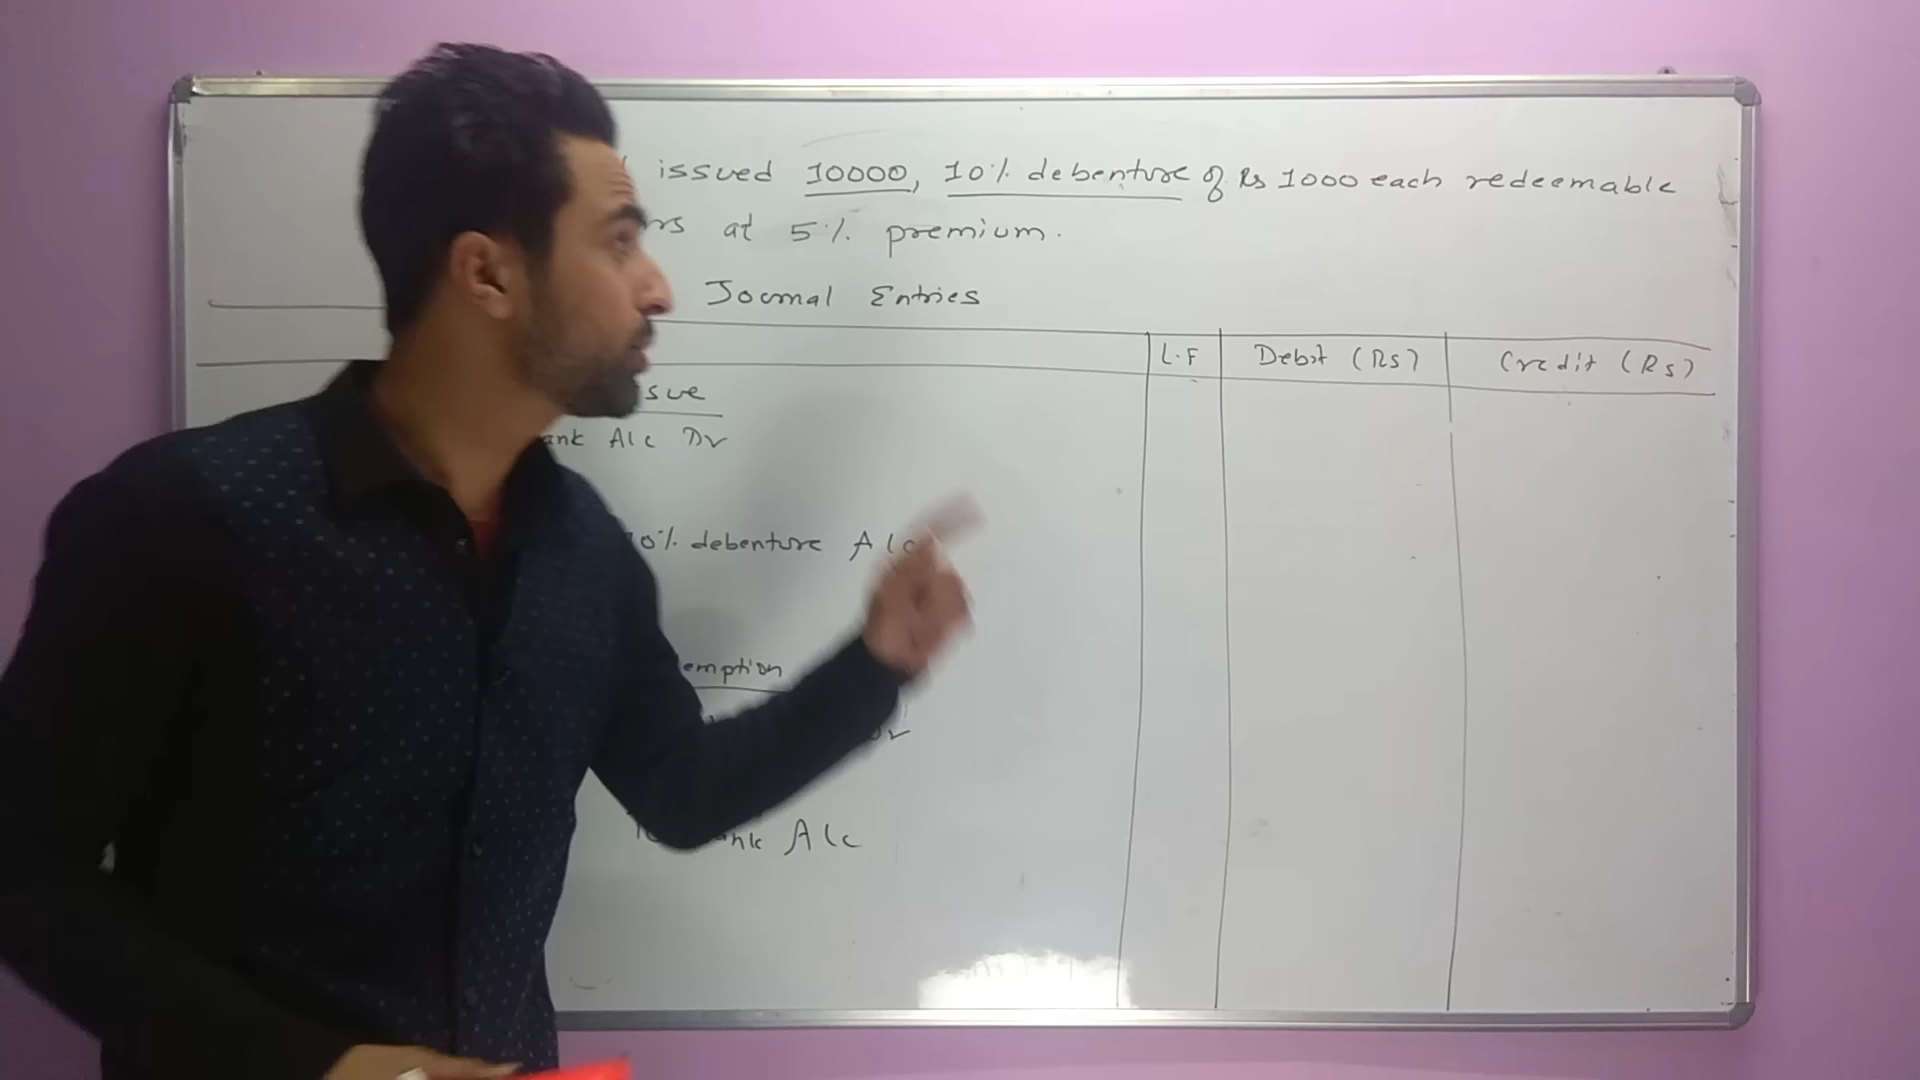 issued 10000, 10% debenture of Rs 1000 each redeemable
at 5% premium.
Journal Entries
L.F Debit (Rs) Credit (Rs)
sue
ank A/c Dr
10% debenture A/c
emption
Dr
A/c